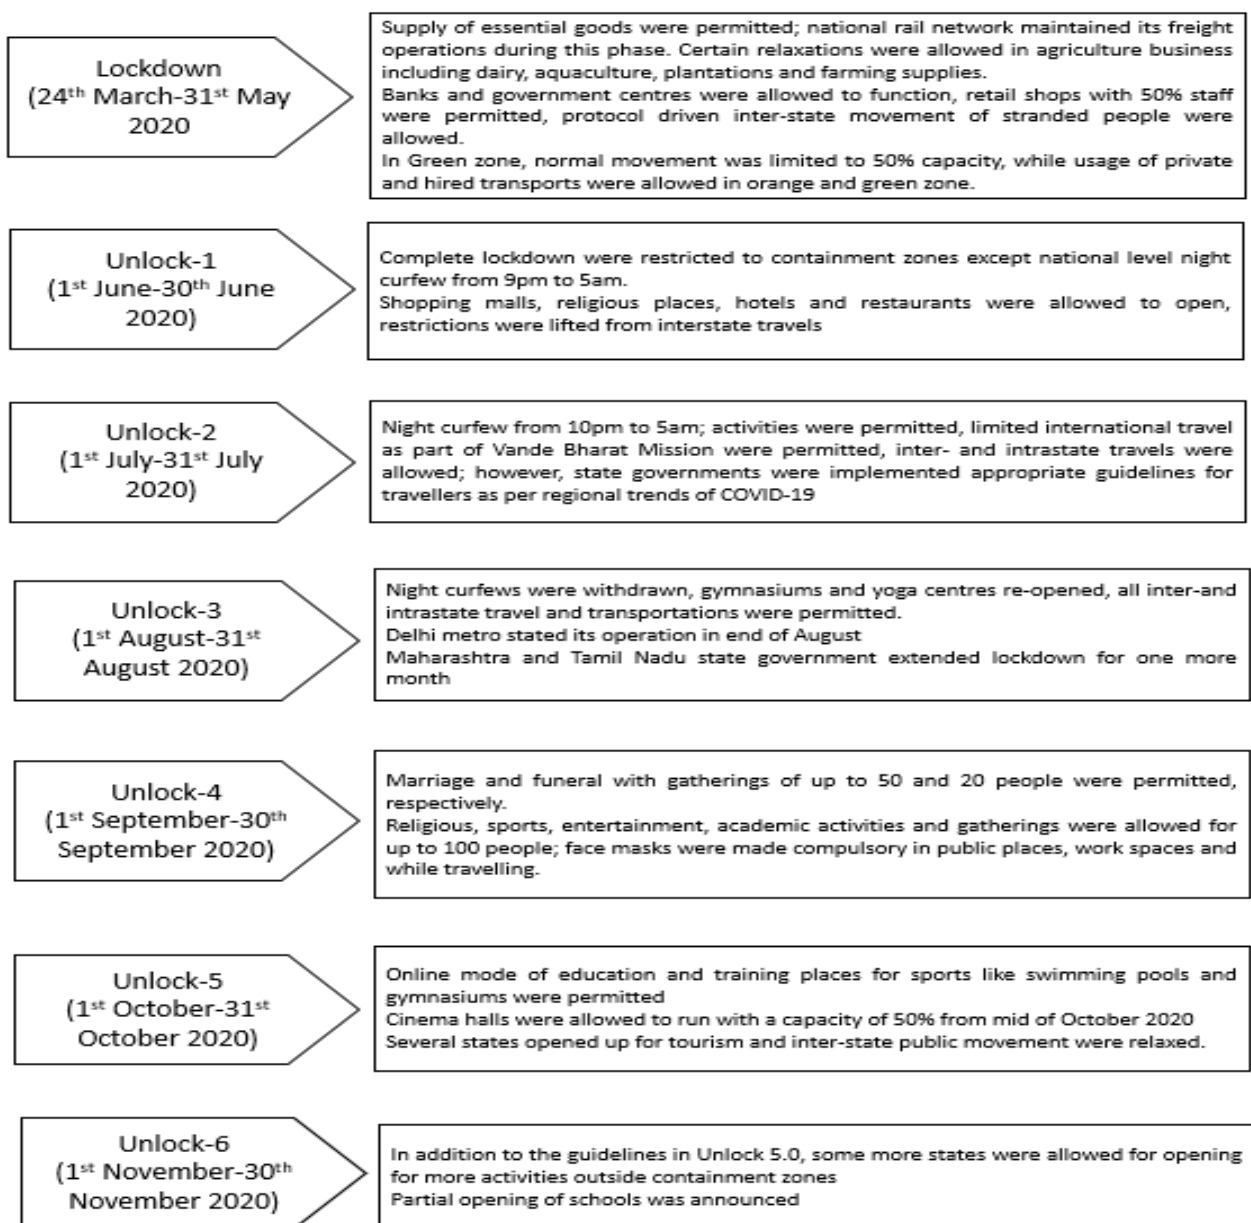 Lockdown
(24th March-31st May
2020
Supply of essential goods were permitted; national rail network maintained its freight
operations during this phase. Certain relaxations were allowed in agriculture business
including dairy, aquaculture, plantations and farming supplies.
Banks and government centres were allowed to function, retail shops with 50% staff
were permitted, protocol driven inter-state movement of stranded people were
allowed.
In Green zone, normal movement was limited to 50% capacity, while usage of private
and hired transports were allowed in orange and green zone.
Unlock-1
(1st June-30th June
2020)
Complete lockdown were restricted to containment zones except national level night
curfew from 9pm to 5am.
Shopping malls, religious places, hotels and restaurants were allowed to open,
restrictions were lifted from interstate travels
Unlock-2
(1st July-31st July
2020)
Night curfew from 10pm to 5am; activities were permitted, limited international travel
as part of Vande Bharat Mission were permitted, inter- and intrastate travels were
allowed; however, state governments were implemented appropriate guidelines for
travellers as per regional trends of COVID-19
Unlock-3
(1st August-31st
August 2020)
Night curfews were withdrawn, gymnasiums and yoga centres re-opened, all inter-and
intrastate travel and transportations were permitted.
Delhi metro stated its operation in end of August
Maharashtra and Tamil Nadu state government extended lockdown for one more
month
Unlock-4
(1st September-30th
September 2020)
Marriage and funeral with gatherings of up to 50 and 20 people were permitted,
respectively.
Religious, sports, entertainment, academic activities and gatherings were allowed for
up to 100 people; face masks were made compulsory in public places, work spaces and
while travelling.
Unlock-5
(1st October-31st
October 2020)
Online mode of education and training places for sports like swimming pools and
gymnasiums were permitted
Cinema halls were allowed to run with a capacity of 50% from mid of October 2020
Several states opened up for tourism and inter-state public movement were relaxed.
Unlock-6
(1st November-30th
November 2020)
In addition to the guidelines in Unlock 5.0, some more states were allowed for opening
for more activities outside containment zones
Partial opening of schools was announced